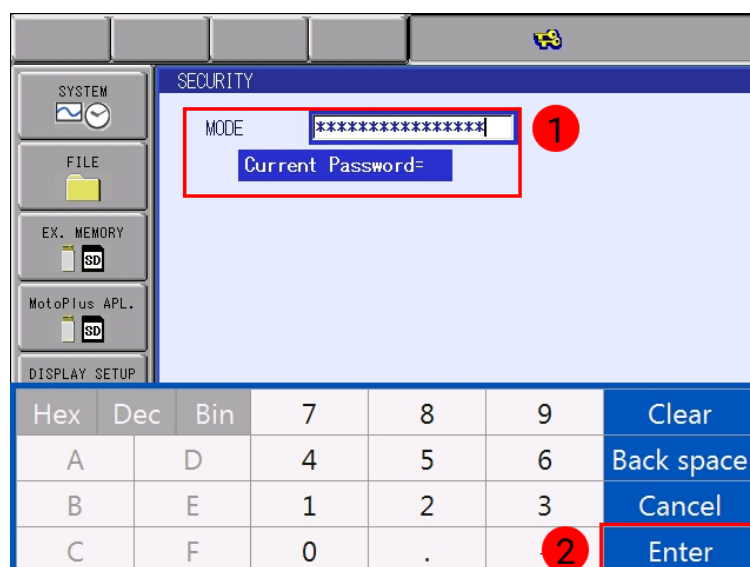 SECURITY
SYSTEM
MODE
****************
1
Current Password=
FILE
EX. MEMORY
SD
MotoPlus APL.
SD
DISPLAY SETUP
Hex Dec Bin 7 8 9 Clear
A D 4 5 6 Back space
B E 1 2 3 Cancel
C F 0 . 2 Enter